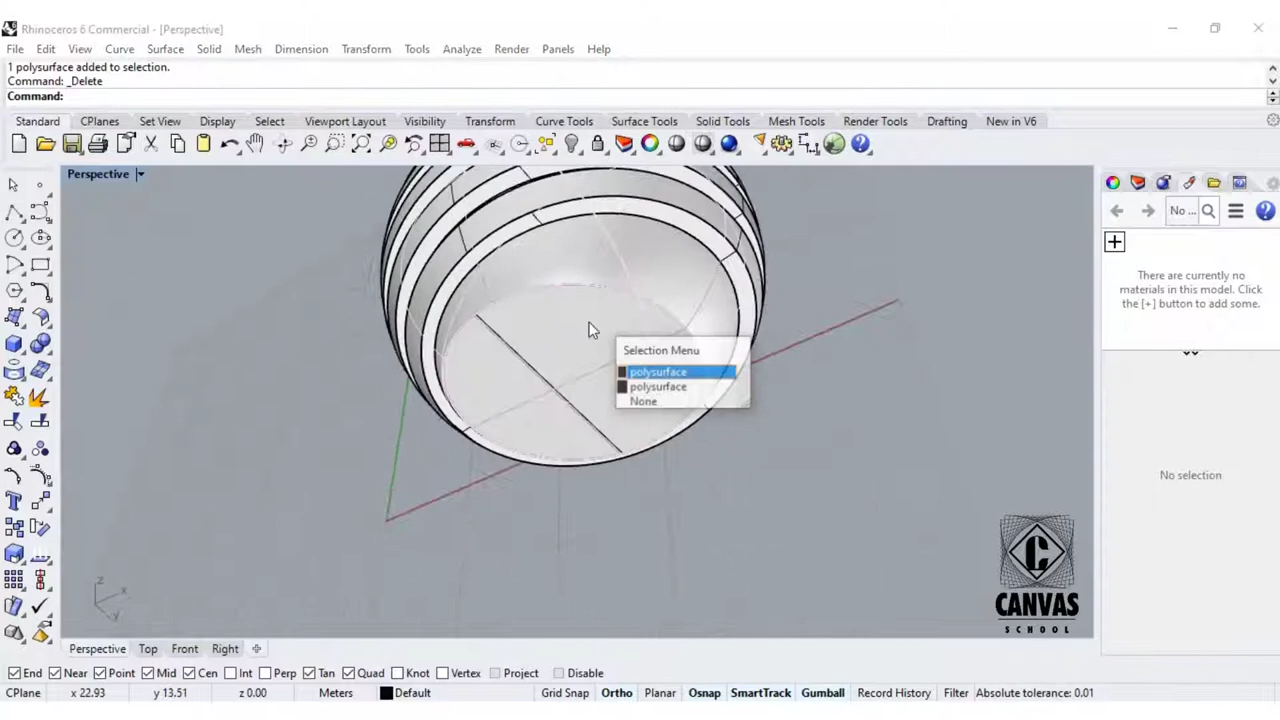 Rhinoceros 6 Commercial - [Perspective]
File Edit View Curve Surface Solid Mesh Dimension Transform Tools Analyze Render Panels Help
1 polysurface added to selection.
Command: _Delete
Command:
Standard CPlanes Set View Display Select Viewport Layout Visibility Transform Curve Tools Surface Tools Solid Tools Mesh Tools Render Tools Drafting New in V6
Perspective
No ...
There are currently no
materials in this model. Click
the [+] button to add some.
Selection Menu
polysurface
polysurface
None
No selection
z
x
y
C
CANVAS
SCHOOL
Perspective Top Front Right
End Near Point Mid Cen Int Perp Tan Quad Knot Vertex Project Disable
CPlane x 22.93 y 13.51 z 0.00 Meters Default Grid Snap Ortho Planar Osnap SmartTrack Gumball Record History Filter Absolute tolerance: 0.01